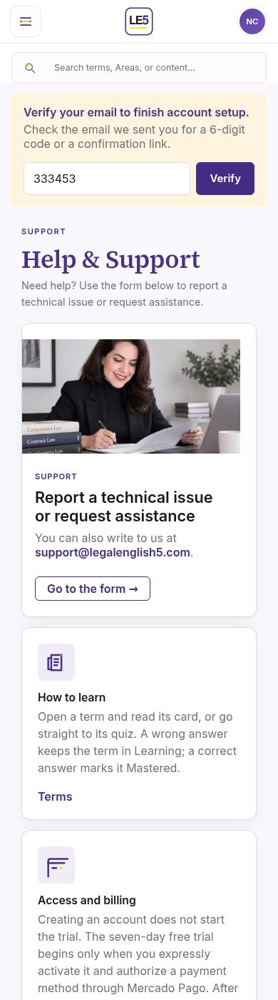 LE5
NC
Search terms, Areas, or content...
Verify your email to finish account setup.
Check the email we sent you for a 6-digit
code or a confirmation link.
333453
Verify
SUPPORT
Help & Support
Need help? Use the form below to report a
technical issue or request assistance.
Comparative Law
Contract Law
Employment Law
SUPPORT
Report a technical issue
or request assistance
You can also write to us at
support@legalenglish5.com.
Go to the form →
How to learn
Open a term and read its card, or go
straight to its quiz. A wrong answer
keeps the term in Learning; a correct
answer marks it Mastered.
Terms
Access and billing
Creating an account does not start
the trial. The seven-day free trial
begins only when you expressly
activate it and authorize a payment
method through Mercado Pago. After